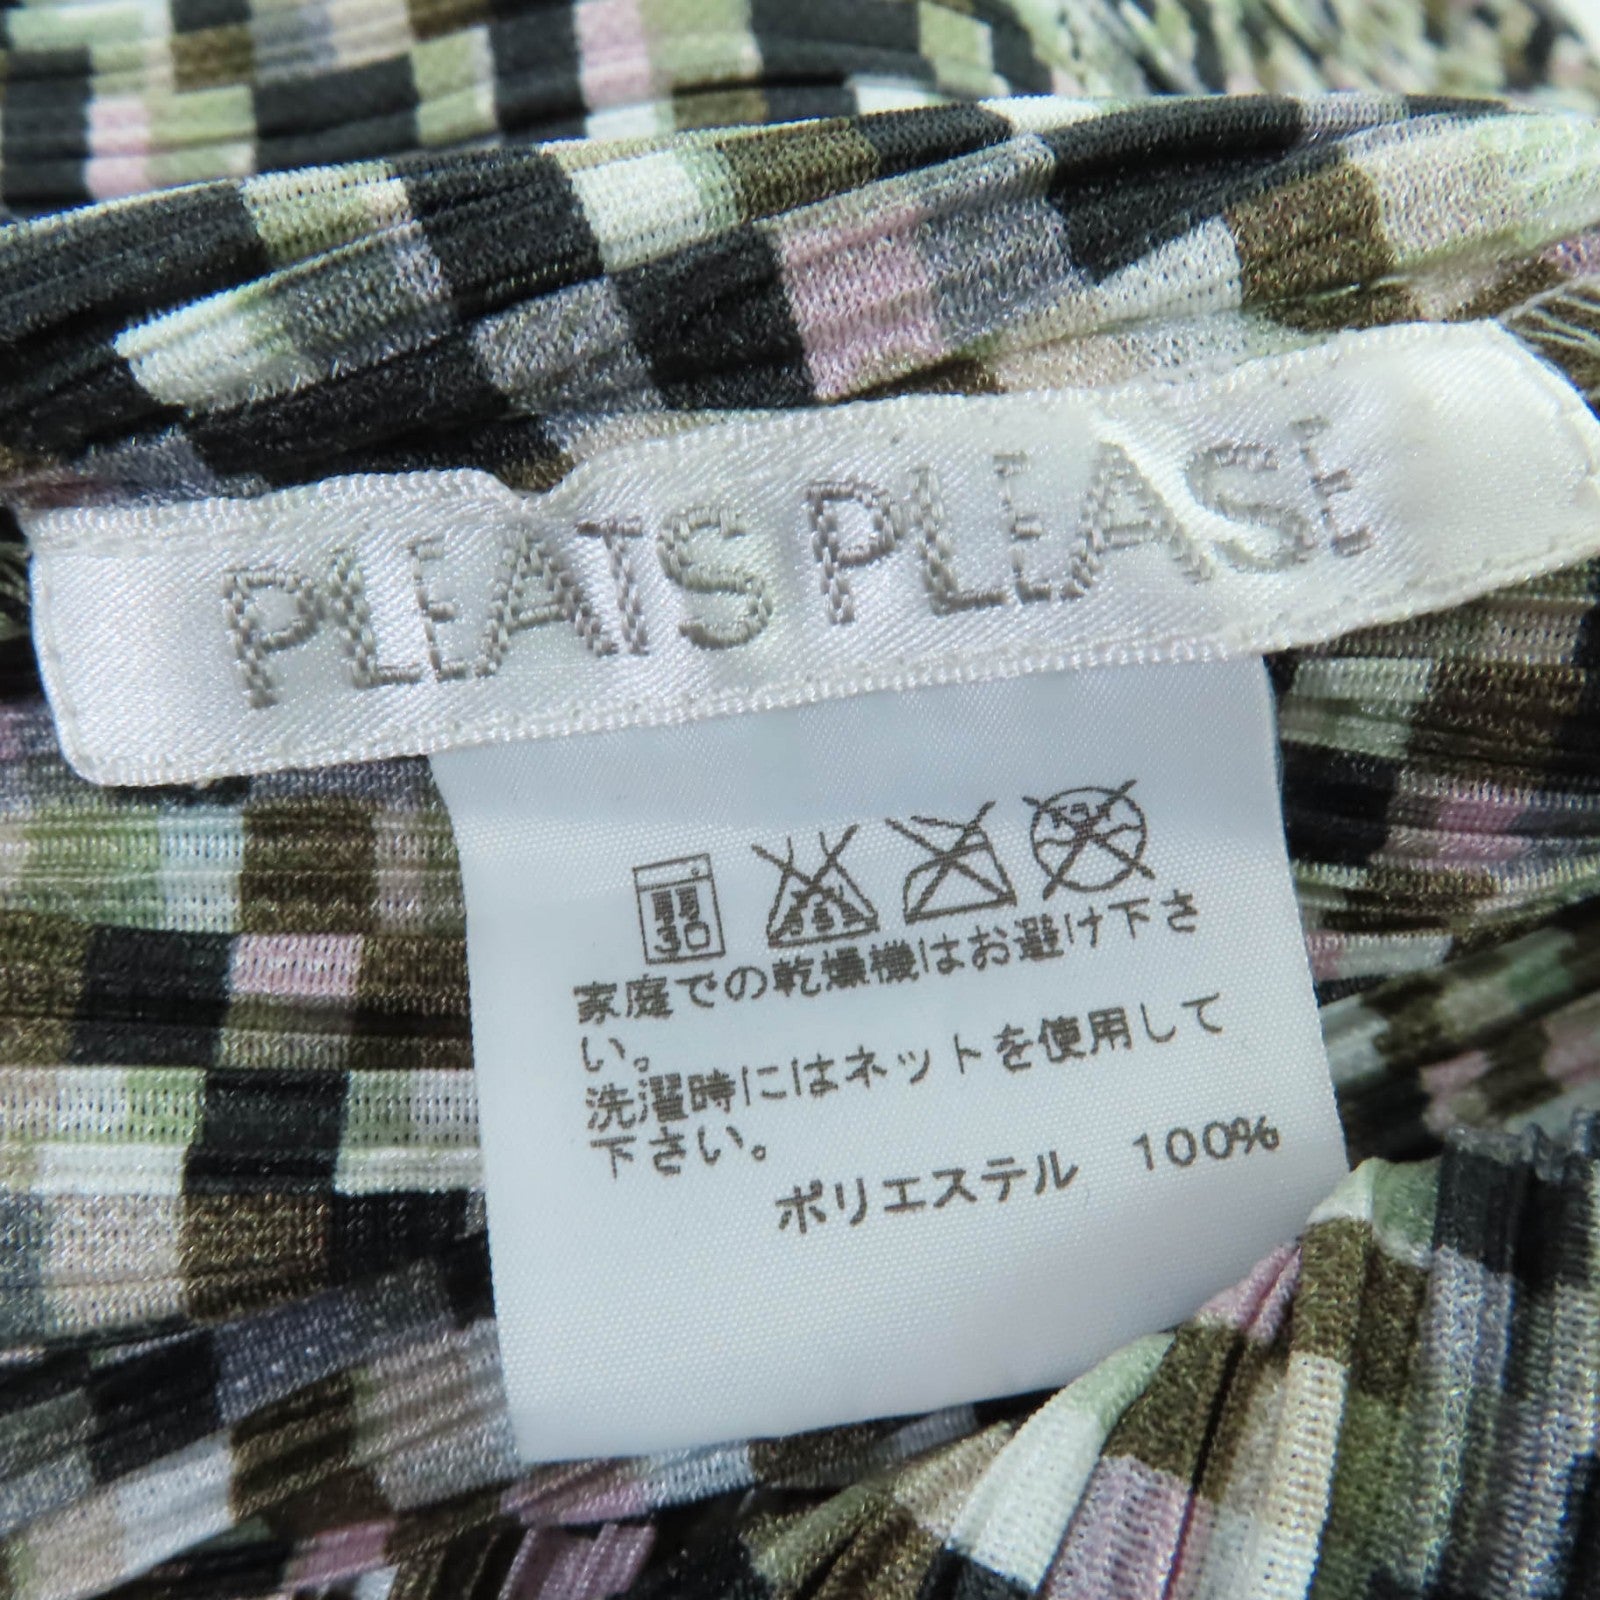 PLEATS PLEASE
30
家庭での乾燥機はお避け下さ
い。
洗濯時にはネットを使用して
下さい。
ポリエステル 100%